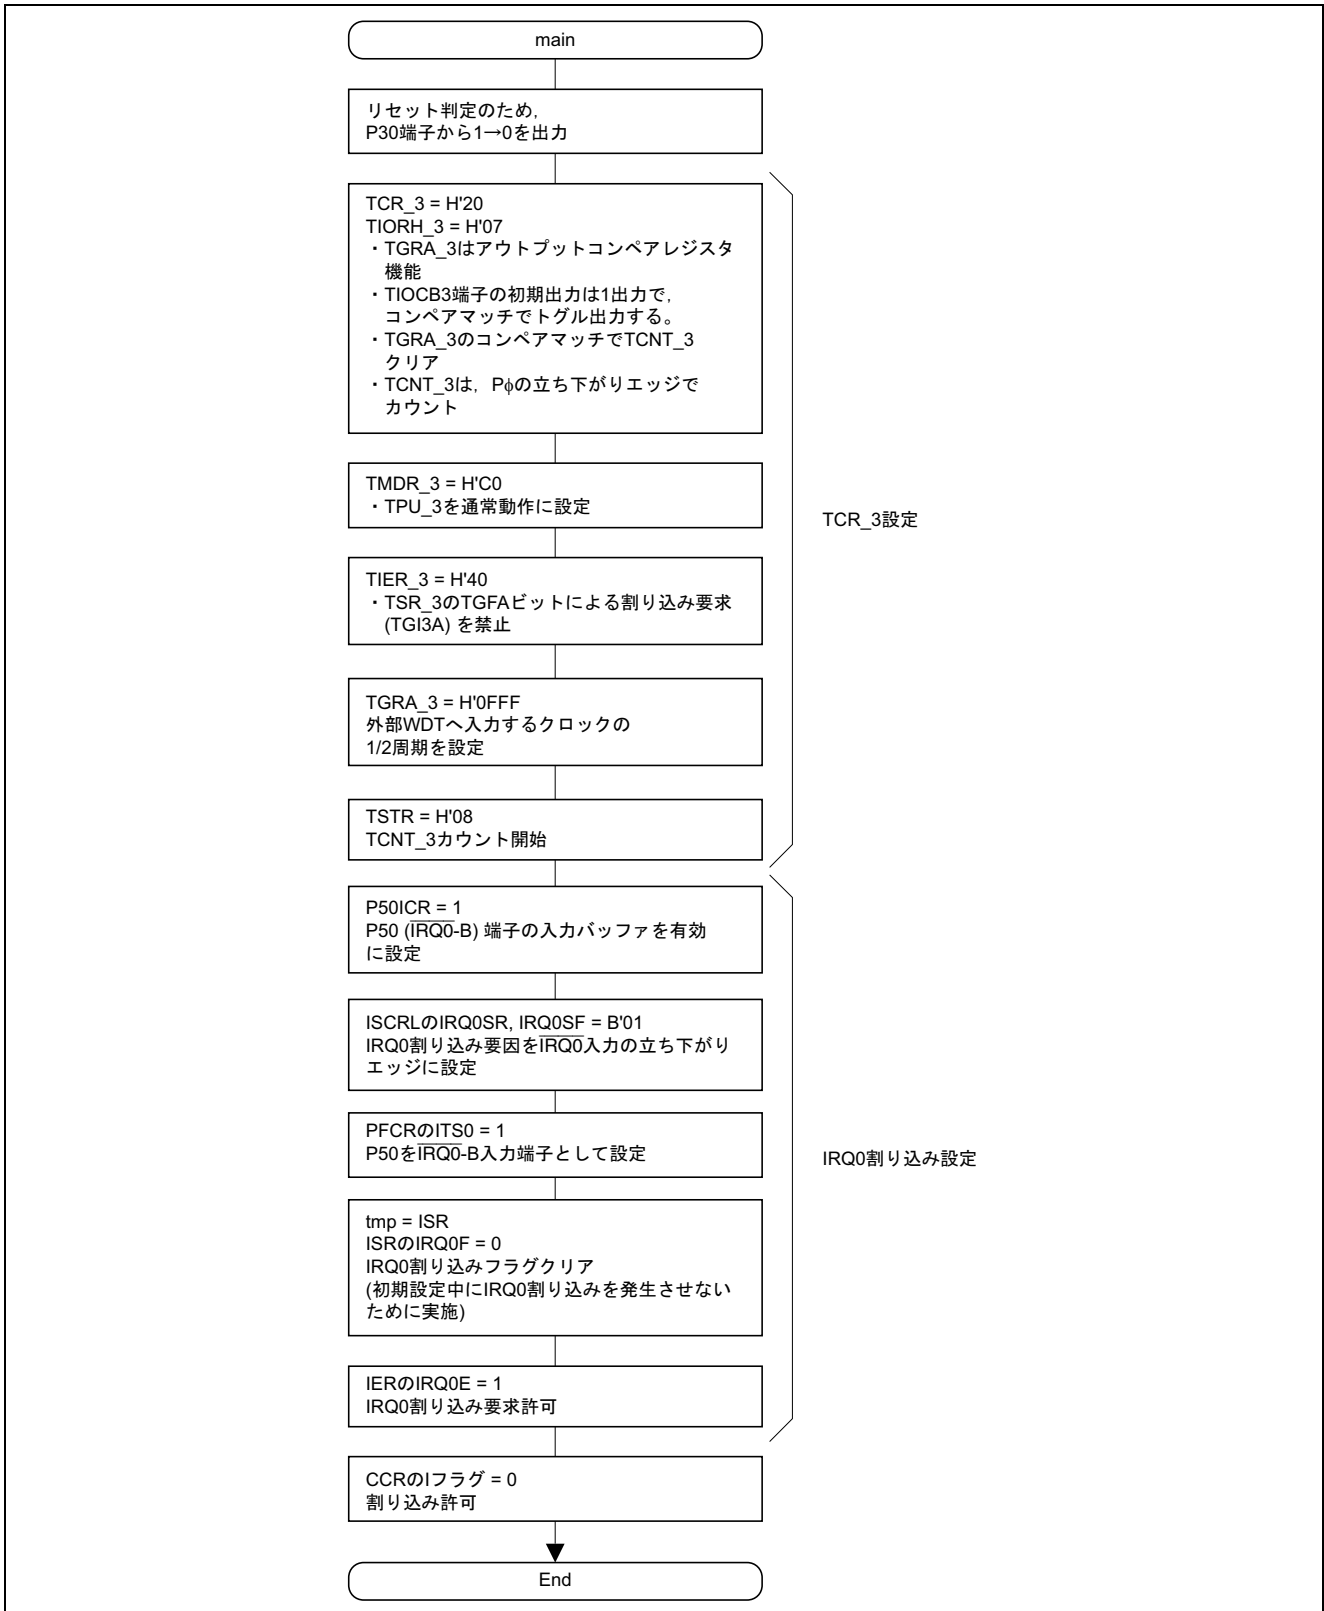 main
リセット判定のため,
P30端子から1→0を出力
TCR_3 = H'20
TIORH_3 = H'07
・TGRA_3はアウトプットコンペアレジスタ
機能
・TIOCB3端子の初期出力は1出力で,
コンペアマッチでトグル出力する。
・TGRA_3のコンペアマッチでTCNT_3
クリア
・TCNT_3は, Pφの立ち下がりエッジで
カウント
TMDR_3 = H'C0
・TPU_3を通常動作に設定
TCR_3設定
TIER_3 = H'40
・TSR_3のTGFAビットによる割り込み要求
(TGI3A) を禁止
TGRA_3 = H'0FFF
外部WDTへ入力するクロックの
1/2周期を設定
TSTR = H'08
TCNT_3カウント開始
P50ICR = 1
P50 (I̅R̅Q̅0̅-B) 端子の入力バッファを有効
に設定
ISCRLのIRQ0SR, IRQ0SF = B'01
IRQ0割り込み要因をI̅R̅Q̅0̅入力の立ち下がり
エッジに設定
PFCRのITS0 = 1
P50をI̅R̅Q̅0̅-B入力端子として設定
IRQ0割り込み設定
tmp = ISR
ISRのIRQ0F = 0
IRQ0割り込みフラグクリア
(初期設定中にIRQ0割り込みを発生させない
ために実施)
IERのIRQ0E = 1
IRQ0割り込み要求許可
CCRのIフラグ = 0
割り込み許可
End